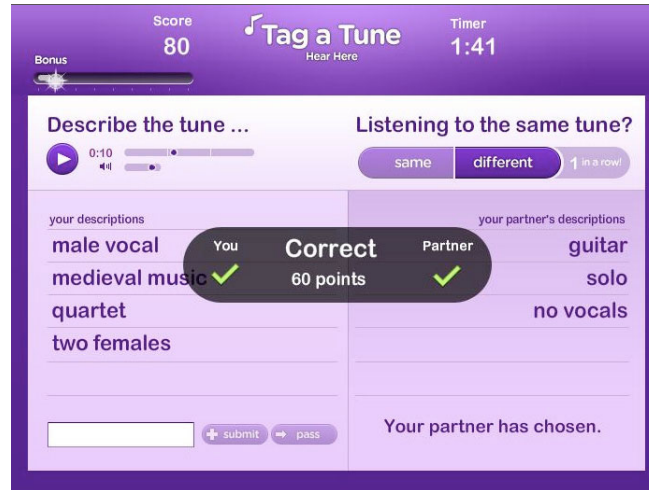 Score
80
Tag a Tune
Hear Here
Timer
1:41
Bonus
Describe the tune ...
0:10
Listening to the same tune?
same different 1 in a row!
your descriptions
male vocal
medieval music
quartet
two females
You Correct Partner
60 points
your partner's descriptions
guitar
solo
no vocals
submit pass
Your partner has chosen.